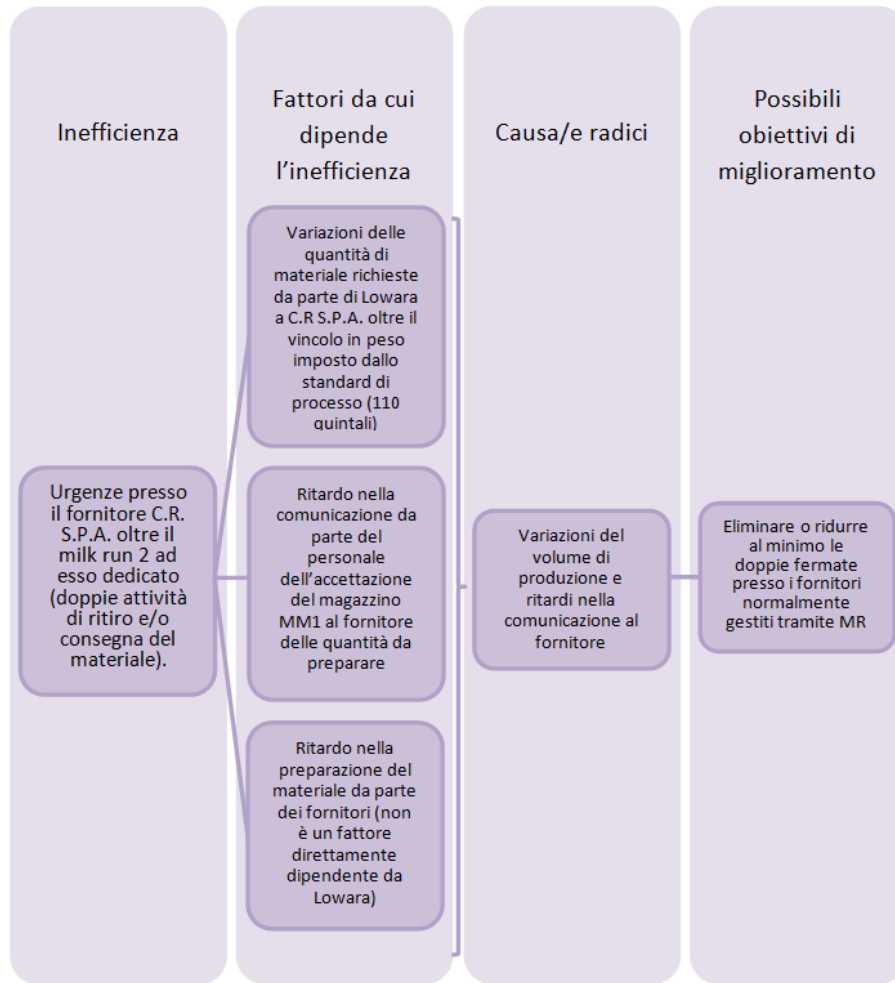 Inefficienza
Fattori da cui
dipende
l’inefficienza
Causa/e radici
Possibili
obiettivi di
miglioramento
Urgenze presso
il fornitore C.R.
S.P.A. oltre il
milk run 2 ad
esso dedicato
(doppie attività
di ritiro e/o
consegna del
materiale).
Variazioni delle
quantità di
materiale richieste
da parte di Lowara
a C.R S.P.A. oltre il
vincolo in peso
imposto dallo
standard di
processo (110
quintali)
Ritardo nella
comunicazione da
parte del
personale
dell’accettazione
del magazzino
MM1 al fornitore
delle quantità da
preparare
Ritardo nella
preparazione del
materiale da parte
dei fornitori (non
è un fattore
direttamente
dipendente da
Lowara)
Variazioni del
volume di
produzione e
ritardi nella
comunicazione al
fornitore
Eliminare o ridurre
al minimo le
doppie fermate
presso i fornitori
normalmente
gestiti tramite MR